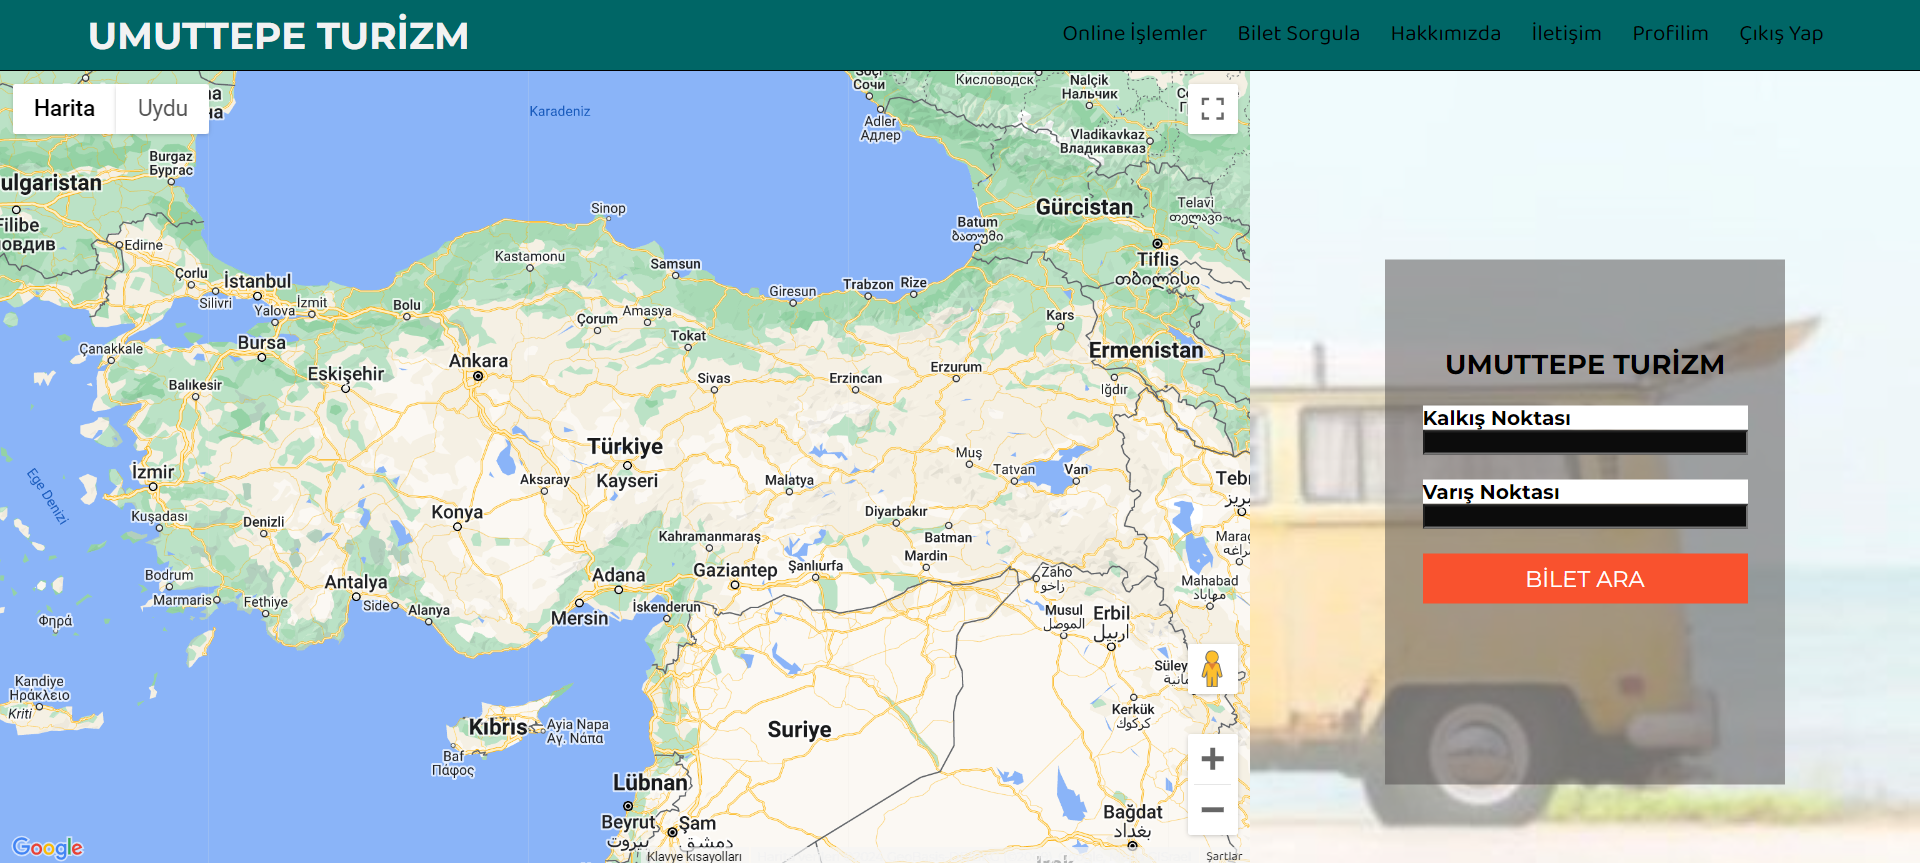 UMUTTEPE TURİZM
Online İşlemler
Bilet Sorgula
Hakkımızda
İletişim
Profilim
Çıkış Yap
Harita
Uydu
Karadeniz
Сочи
Кисловодск
Nalçik
Нальчик
Adler
Адлер
Vladikavkaz
Владикавказ
Burgaz
Бургас
ulgaristan
Filibe
ловдив
Edirne
Sinop
Gürcistan
Telavi
თელავი
Batum
ბათუმი
Tiflis
თბილისი
Kastamonu
Samsun
Çorlu
İstanbul
Silivri
Yalova
İzmit
Bolu
Giresun
Trabzon
Rize
Çorum
Amasya
Tokat
Kars
Çanakkale
Bursa
Ankara
Ermenistan
Eskişehir
Balıkesir
Sivas
Erzincan
Erzurum
Iğdır
Türkiye
Kayseri
Muş
Tatvan
Van
Aksaray
Malatya
İzmir
Ege Denizi
Tebr
Konya
Kuşadası
Denizli
Diyarbakır
Batman
Kahramanmaraş
Mardin
Marag
مراغه
Gaziantep
Şanlıurfa
Zaho
زاخو
Bodrum
Antalya
Adana
Mahabad
مهاباد
Marmaris
Fethiye
Side
Alanya
Mersin
İskenderun
Musul
الموصل
Erbil
اربيل
Φηρά
Süley
Kandiye
Ηράκλειο
Kriti
Kerkük
كركوك
Kıbrıs
Ayia Napa
Αγ. Νάπα
Suriye
Baf
Πάφος
Lübnan
Beyrut
بيروت
Şam
دمشق
Bağdat
بغداد
Google
Klavye kısayolları
Şartlar
UMUTTEPE TURİZM
Kalkış Noktası
Varış Noktası
BİLET ARA